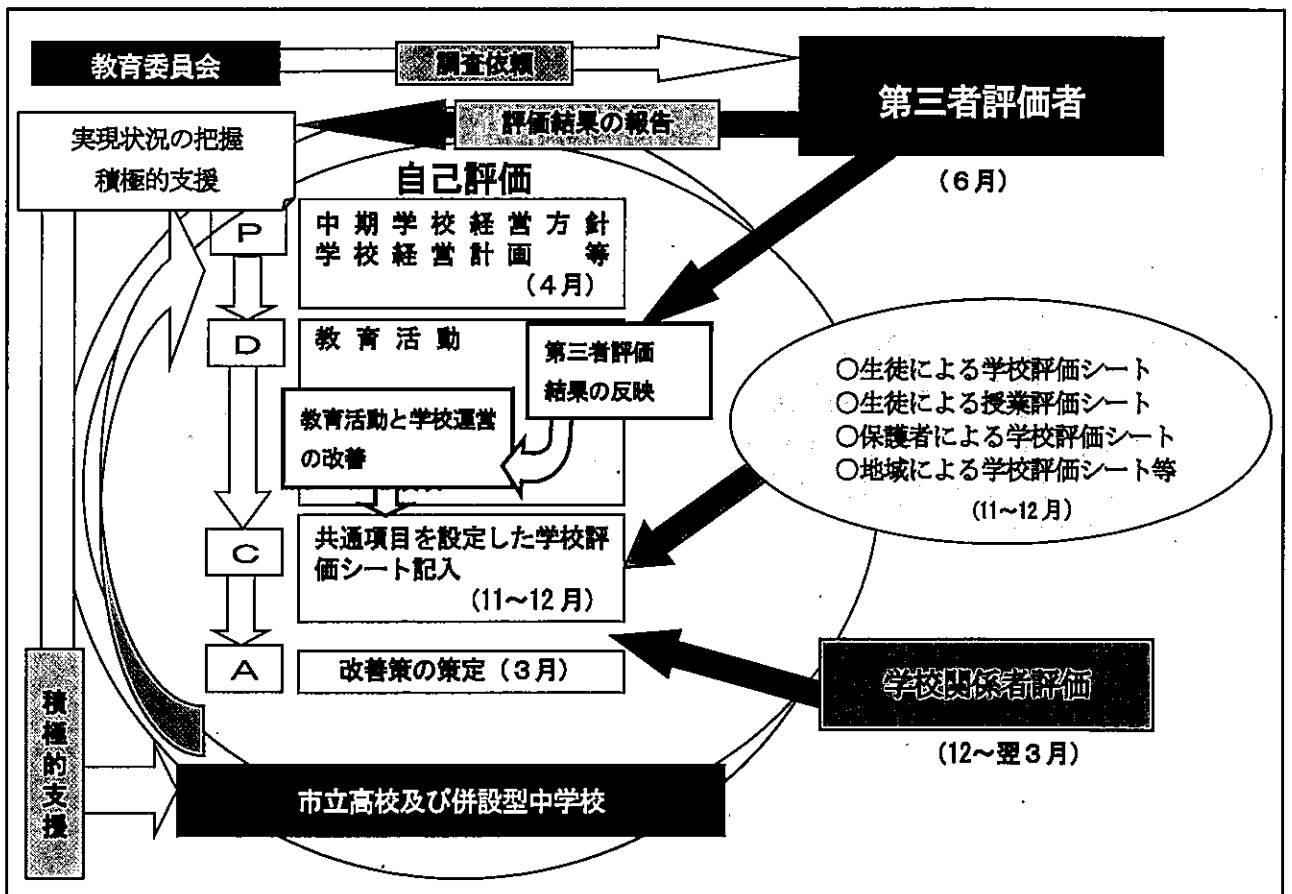 教育委員会
調査依頼
第三者評価者
(6月)
評価結果の報告
実現状況の把握
積極的支援
自己評価
P
中期学校経営方針
学校経営計画　等
(4月)
D
教育活動
第三者評価
結果の反映
教育活動と学校運営
の改善
○生徒による学校評価シート
○生徒による授業評価シート
○保護者による学校評価シート
○地域による学校評価シート等
(11～12月)
C
共通項目を設定した学校評
価シート記入
(11～12月)
A
改善策の策定（3月）
学校関係者評価
(12～翌3月)
積極的支援
市立高校及び併設型中学校